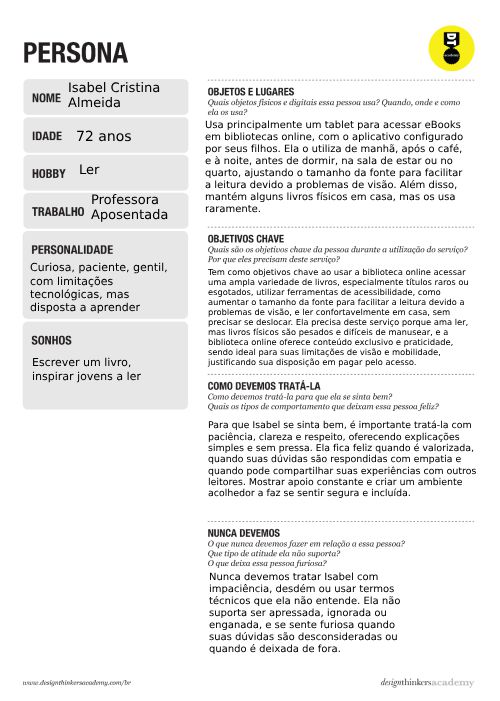 PERSONA
academy
NOME Isabel Cristina
Almeida
IDADE 72 anos
HOBBY Ler
TRABALHO Professora
Aposentada
PERSONALIDADE
Curiosa, paciente, gentil,
com limitações
tecnológicas, mas
disposta a aprender
SONHOS
Escrever um livro,
inspirar jovens a ler
OBJETOS E LUGARES
Quais objetos físicos e digitais essa pessoa usa? Quando, onde e como
ela os usa?
Usa principalmente um tablet para acessar eBooks
em bibliotecas online, com o aplicativo configurado
por seus filhos. Ela o utiliza de manhã, após o café,
e à noite, antes de dormir, na sala de estar ou no
quarto, ajustando o tamanho da fonte para facilitar
a leitura devido a problemas de visão. Além disso,
mantém alguns livros físicos em casa, mas os usa
raramente.
OBJETIVOS CHAVE
Quais são os objetivos chave da pessoa durante a utilização do serviço?
Por que eles precisam deste serviço?
Tem como objetivos chave ao usar a biblioteca online acessar
uma ampla variedade de livros, especialmente títulos raros ou
esgotados, utilizar ferramentas de acessibilidade, como
aumentar o tamanho da fonte para facilitar a leitura devido a
problemas de visão, e ler confortavelmente em casa, sem
precisar se deslocar. Ela precisa deste serviço porque ama ler,
mas livros físicos são pesados e difíceis de manusear, e a
biblioteca online oferece conteúdo exclusivo e praticidade,
sendo ideal para suas limitações de visão e mobilidade,
justificando sua disposição em pagar pelo acesso.
COMO DEVEMOS TRATÁ-LA
Como devemos tratá-la para que ela se sinta bem?
Quais os tipos de comportamento que deixam essa pessoa feliz?
Para que Isabel se sinta bem, é importante tratá-la com
paciência, clareza e respeito, oferecendo explicações
simples e sem pressa. Ela fica feliz quando é valorizada,
quando suas dúvidas são respondidas com empatia e
quando pode compartilhar suas experiências com outros
leitores. Mostrar apoio constante e criar um ambiente
acolhedor a faz se sentir segura e incluída.
NUNCA DEVEMOS
O que nunca devemos fazer em relação a essa pessoa?
Que tipo de atitude ela não suporta?
O que deixa essa pessoa furiosa?
Nunca devemos tratar Isabel com
impaciência, desdém ou usar termos
técnicos que ela não entende. Ela não
suporta ser apressada, ignorada ou
enganada, e se sente furiosa quando
suas dúvidas são desconsideradas ou
quando é deixada de fora.
www.designthinkersacademy.com/br
designthinkersacademy